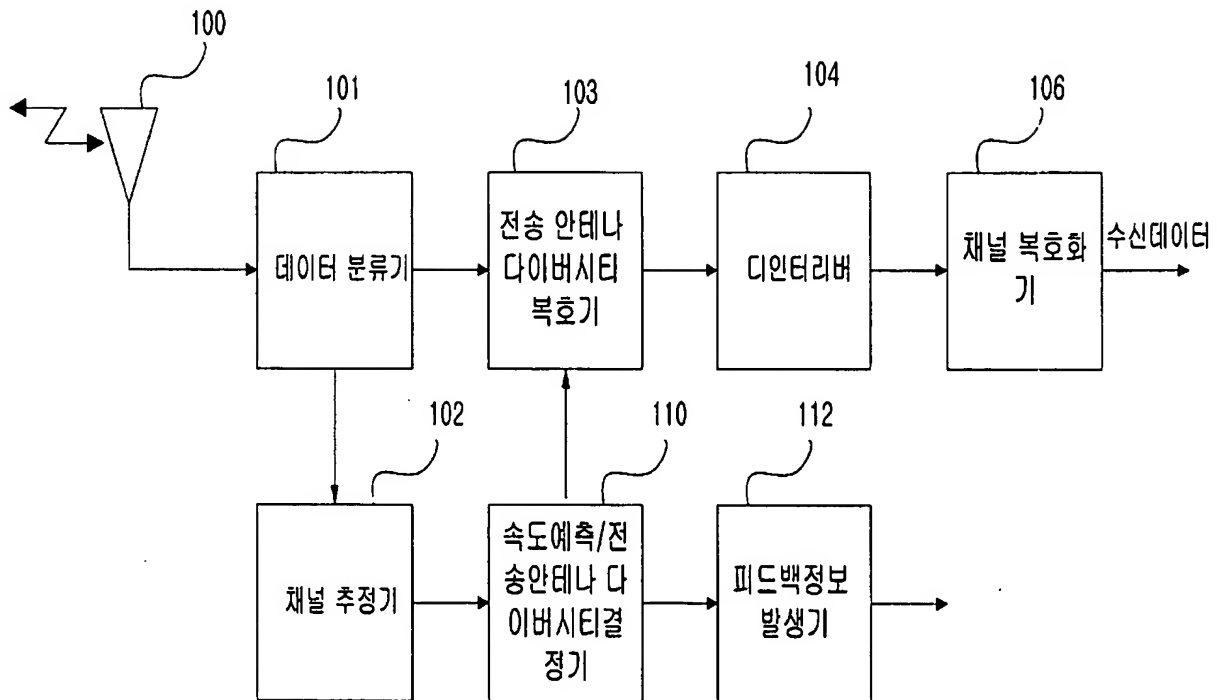 100
101
103
104
106
데이터 분류기
전송 안테나
다이버시티
복호기
디인터리버
채널 복호화
기
수신데이터
102
110
112
채널 추정기
속도예측/전
송안테나 다
이버시티결
정기
피드백정보
발생기